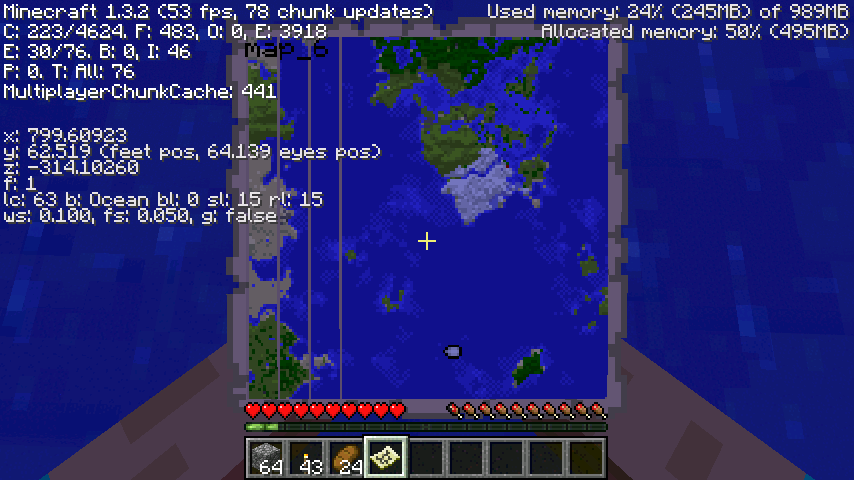 Minecraft 1.3.2 (53 fps, 78 chunk updates)
Used memory: 24% (245MB) of 989MB
C: 223/4624. F: 483, O: 0, E: 3918
Allocated memory: 50% (495MB)
E: 30/76. B: 0, I: 46
Map_6
P: 0. T: All: 76
MultiplayerChunkCache: 441
x: 799.60923
y: 62.519 (feet pos, 64.139 eyes pos)
z: -314.10260
f: 1
lc: 63 b: Ocean bl: 0 sl: 15 rl: 15
ws: 0.100, fs: 0.050, g: false
64
43
24